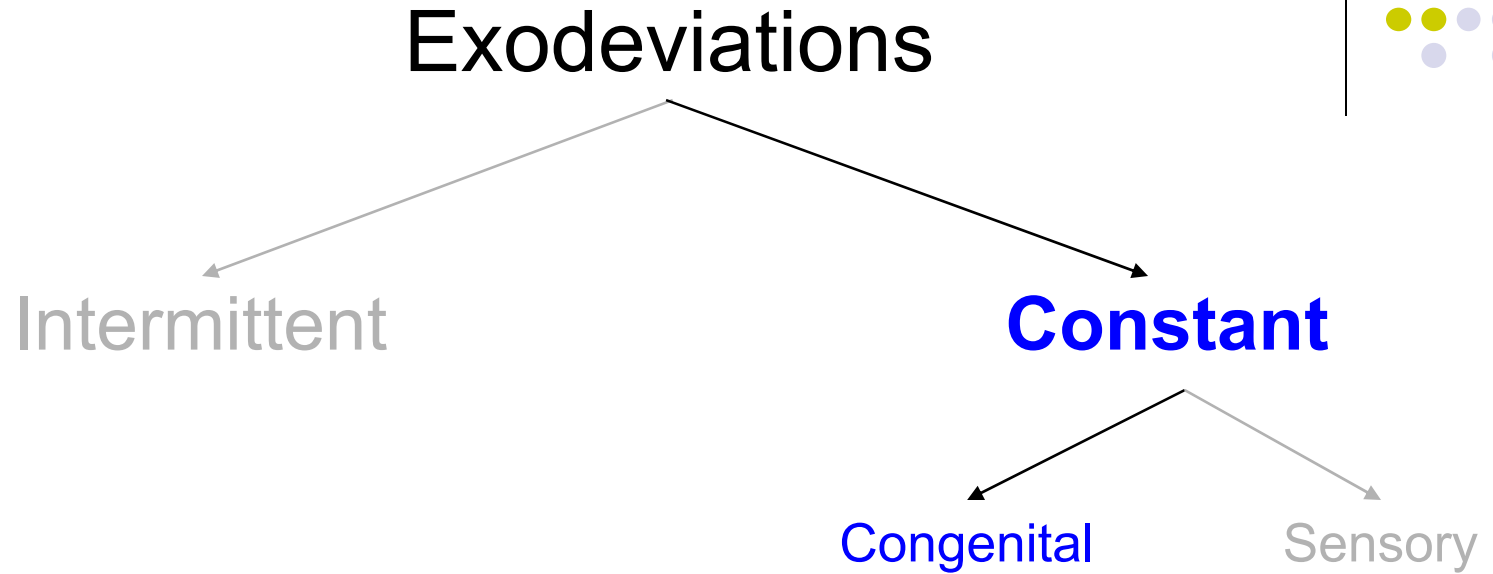 Exodeviations
Intermittent
Constant
Congenital
Sensory